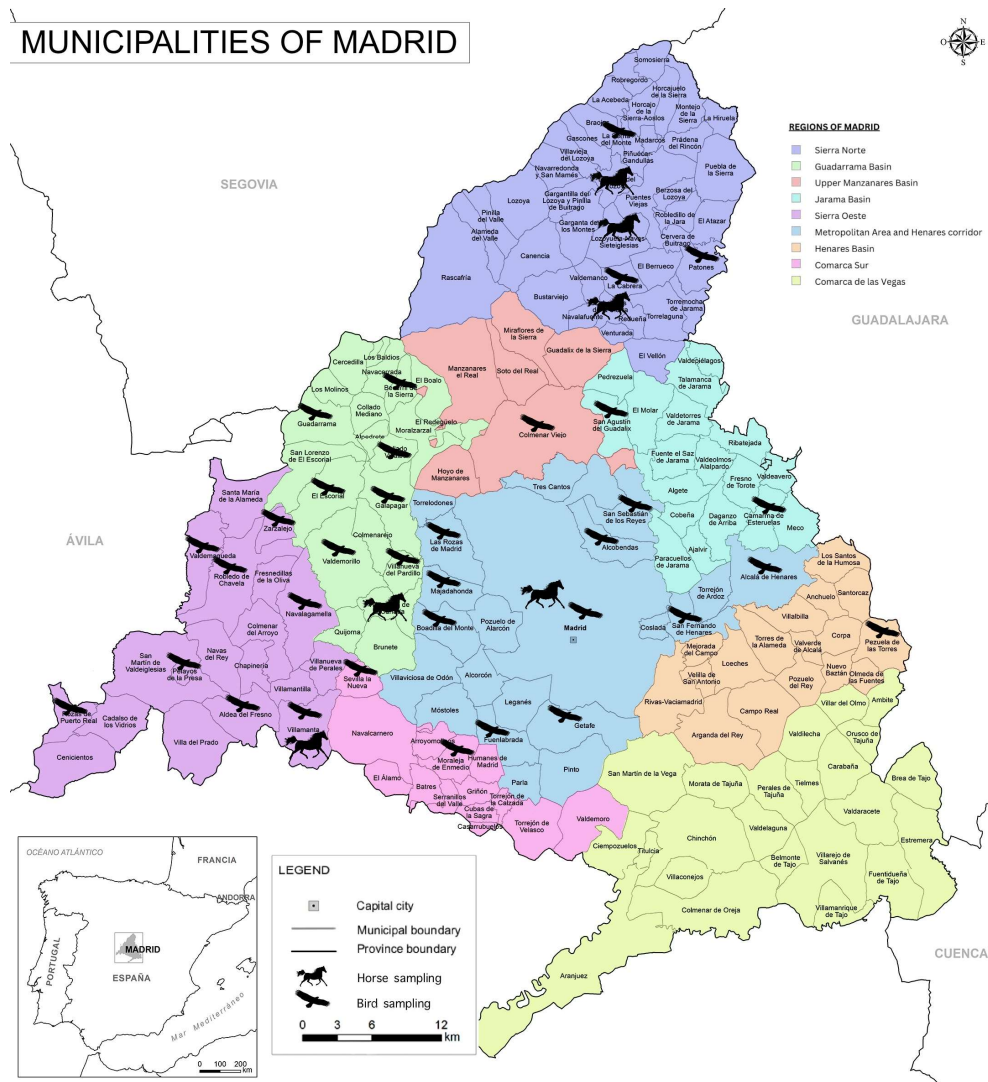 MUNICIPALITIES OF MADRID
N
O
E
S
REGIONS OF MADRID
Sierra Norte
Guadarrama Basin
Upper Manzanares Basin
Jarama Basin
Sierra Oeste
Metropolitan Area and Henares corridor
Henares Basin
Comarca Sur
Comarca de las Vegas
SEGOVIA
GUADALAJARA
ÁVILA
CUENCA
Somosierra
Robregordo
Horcajuelo
de la Sierra
La Acebeda
Horcajo
de la
Sierra-Aoslos
Montejo
de la
Sierra
La Hiruela
Braojos
Gascones
del Monte
Madarcos
Prádena
del Rincón
Villavieja
del Lozoya
Piñuécar-
Gandullas
Puebla de
la Sierra
Navarredonda
y San Mamés
Gargantilla del
Lozoya y Pinilla
de Buitrago
Puentes
Viejas
Berzosa del
Lozoya
Lozoya
Pinilla
del Valle
Alameda
del Valle
Garganta de
los Montes
Robledillo de
la Jara
El Atazar
Lozoyuela-Navas-
Sieteiglesias
Cervera de
Buitrago
Canencia
Patones
Rascafría
Valdemanco
El Berrueco
La Cabrera
Bustarviejo
Torremocha
de Jarama
Navalafuente
Redueña
Torrelaguna
Venturada
El Vellón
Miraflores de
la Sierra
Guadalix de la Sierra
Manzanares
el Real
Soto del Real
Colmenar Viejo
Hoyo de
Manzanares
Cercedilla
Los Baldíos
Navacerrada
El Boalo
de la Sierra
Los Molinos
Collado
Mediano
Guadarrama
El Redegüelo
Moralzarzal
Alpedrete
San Lorenzo
de El Escorial
El Escorial
Galapagar
Colmenarejo
Valdemorillo
Villanueva
del Pardillo
Quijorna
Brunete
Pedrezuela
Valdepiélagos
Talamanca
de Jarama
El Molar
San Agustín
del Guadalix
Valdetorres
de Jarama
Ribatejada
Fuente el Saz
de Jarama
Valdeolmos-
Alalpardo
Fresno
de Torote
Valdeavero
Algete
Cobeña
Daganzo
de Arriba
Camarma de
Esteruelas
Meco
Ajalvir
Paracuellos
de Jarama
Santa María
de la Alameda
Zarzalejo
Valdemaqueda
Robledo de
Chavela
Fresnedillas
de la Oliva
Navalagamella
Colmenar
del Arroyo
San
Martín de
Valdeiglesias
Navas
del Rey
Pelayos
de la Presa
Chapinería
Villanueva
de Perales
Villamantilla
Rozas de
Puerto Real
Cadalso de
los Vidrios
Aldea del Fresno
Villamanta
Villa del Prado
Cenicientos
Tres Cantos
Torrelodones
San Sebastián
de los Reyes
Las Rozas
de Madrid
Alcobendas
Majadahonda
Alcalá de Henares
Torrejón
de Ardoz
Boadilla del Monte
Pozuelo de
Alarcón
Madrid
Coslada
San Fernando
de Henares
Villaviciosa de Odón
Alcorcón
Móstoles
Leganés
Getafe
Fuenlabrada
Pinto
Parla
Los Santos
de la Humosa
Anchuelo
Santorcaz
Villalbilla
Mejorada
del Campo
Torres de
la Alameda
Corpa
Pezuela de
las Torres
Loeches
Valverde
de Alcalá
Velilla de
San Antonio
Nuevo
Baztán
Olmeda de
las Fuentes
Pozuelo
del Rey
Rivas-Vaciamadrid
Campo Real
Arganda del Rey
Sevilla la
Nueva
Navalcarnero
Moraleja
de Enmedio
Humanes de
Madrid
El Álamo
Batres
Griñón
Serranillos
del Valle
Torrejón de
la Calzada
Cubas de
la Sagra
Casarrubuelos
Torrejón de
Velasco
Valdemoro
Villar del Olmo
Ambite
Valdilecha
Orusco de
Tajuña
San Martín de la Vega
Morata de Tajuña
Perales de
Tajuña
Tielmes
Carabaña
Brea de Tajo
Valdaracete
Estremera
Ciempozuelos
Titulcia
Chinchón
Valdelaguna
Belmonte
de Tajo
Villarejo de
Salvanés
Fuentidueña
de Tajo
Villaconejos
Colmenar de Oreja
Villamanrique
de Tajo
Aranjuez
OCÉANO ATLÁNTICO
FRANCIA
ANDORRA
PORTUGAL
MADRID
ESPAÑA
Mar Mediterráneo
0 100 200
km
LEGEND
Capital city
Municipal boundary
Province boundary
Horse sampling
Bird sampling
0 3 6 12
km